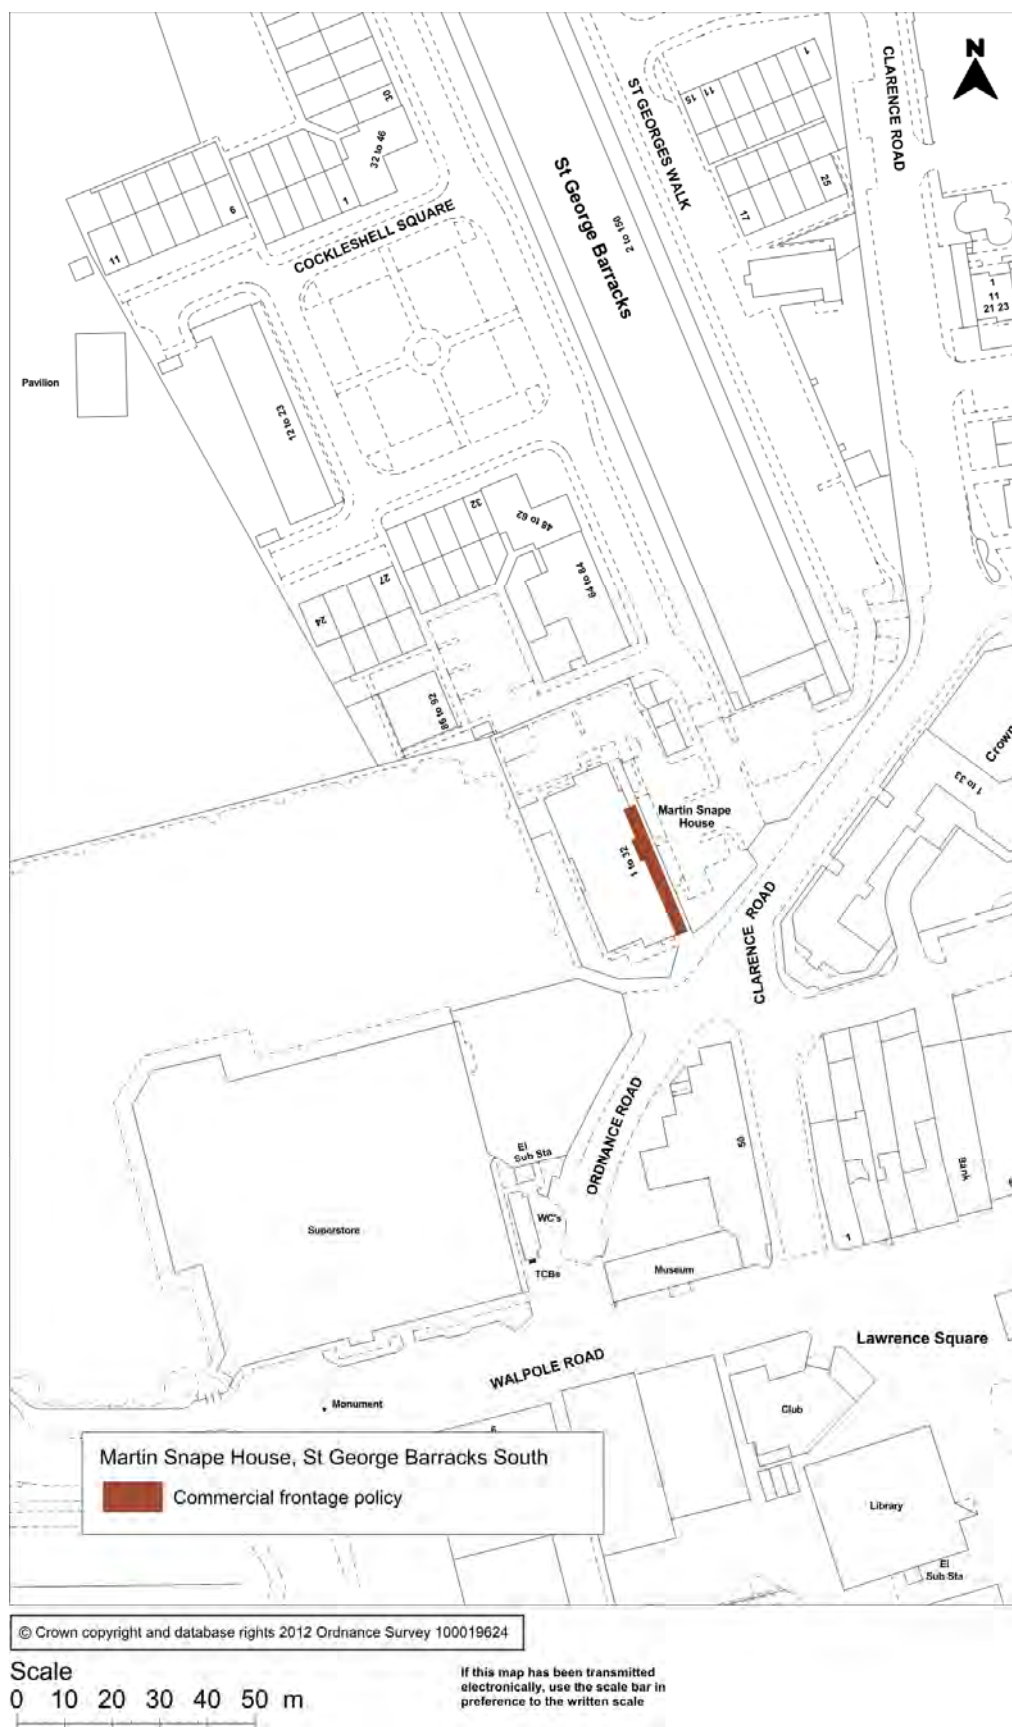 N
CLARENCE ROAD
1
11
15
ST GEORGES WALK
30
32 to 46
St George Barracks
2 to 150
25
17
9
1
COCKLESHELL SQUARE
11
1
11
21 23
Pavilion
12 to 23
32
48 to 62
27
64 to 84
24
86 to 92
Crown
1 to 33
Martin Snape
House
1 to 32
CLARENCE ROAD
ORDNANCE ROAD
El
Sub Sta
50
Bank
WC's
Superstore
1
TCBs
Museum
Lawrence Square
WALPOLE ROAD
Monument
Club
6
Martin Snape House, St George Barracks South
Commercial frontage policy
Library
El
Sub Sta
© Crown copyright and database rights 2012 Ordnance Survey 100019624
Scale
0 10 20 30 40 50 m
If this map has been transmitted
electronically, use the scale bar in
preference to the written scale